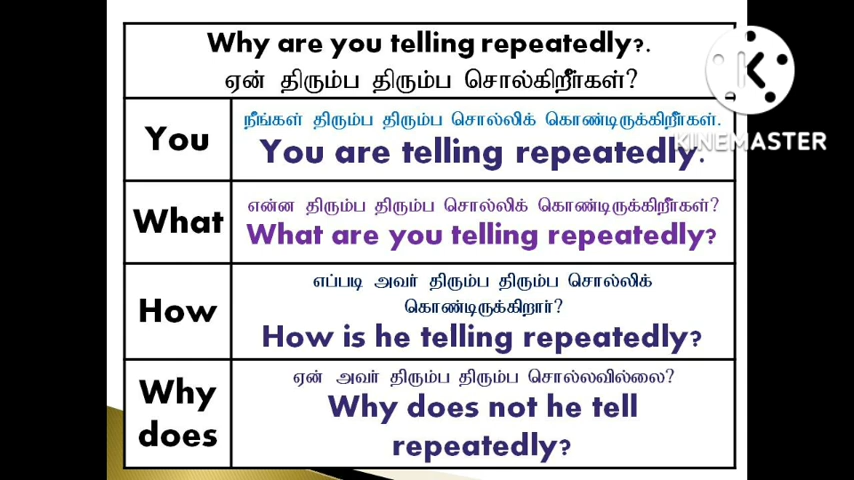 Why are you telling repeatedly?.
ஏன் திரும்ப திரும்ப சொல்கிறீர்கள்?
You
நீங்கள் திரும்ப திரும்ப சொல்லிக் கொண்டிருக்கிறீர்கள்.
You are telling repeatedly.
KINEMASTER
What
என்ன திரும்ப திரும்ப சொல்லிக் கொண்டிருக்கிறீர்கள்?
What are you telling repeatedly?
How
எப்படி அவர் திரும்ப திரும்ப சொல்லிக்
கொண்டிருக்கிறார்?
How is he telling repeatedly?
Why
does
ஏன் அவர் திரும்ப திரும்ப சொல்லவில்லை?
Why does not he tell
repeatedly?